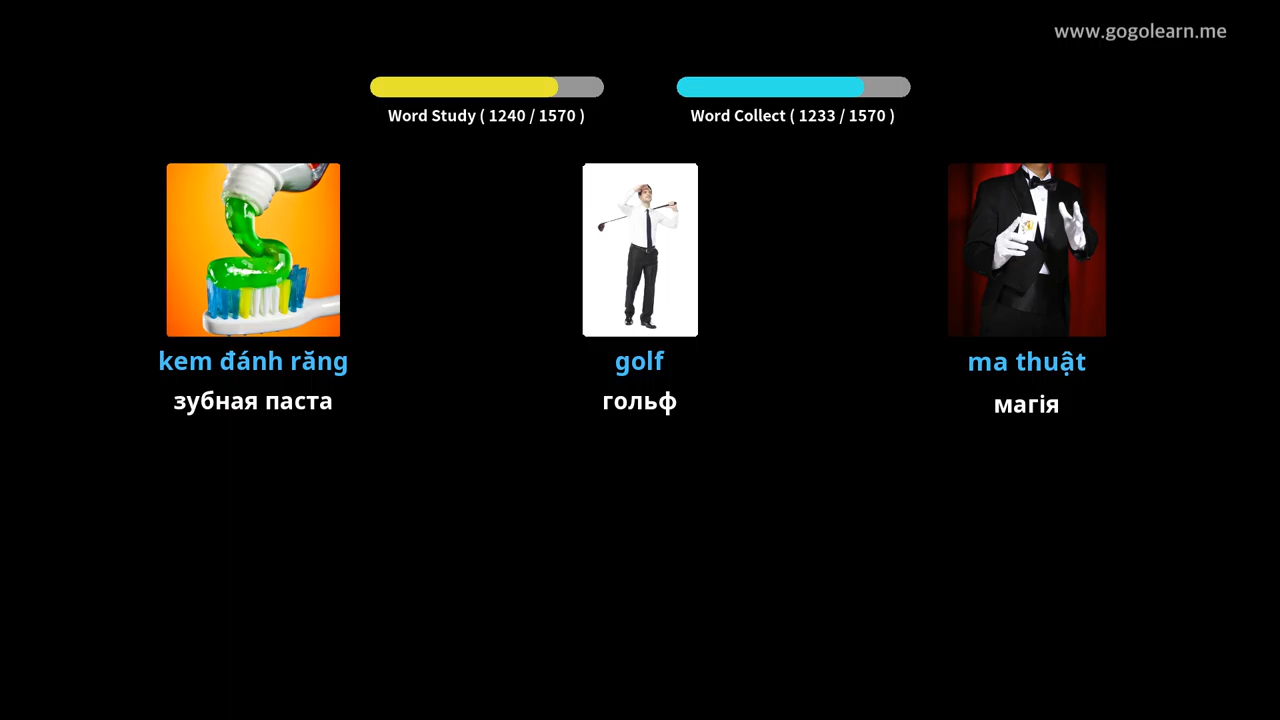 www.gogolearn.me
Word Study ( 1240 / 1570 )
Word Collect ( 1233 / 1570 )
kem đánh răng
golf
ma thuật
зубная паста
гольф
магія